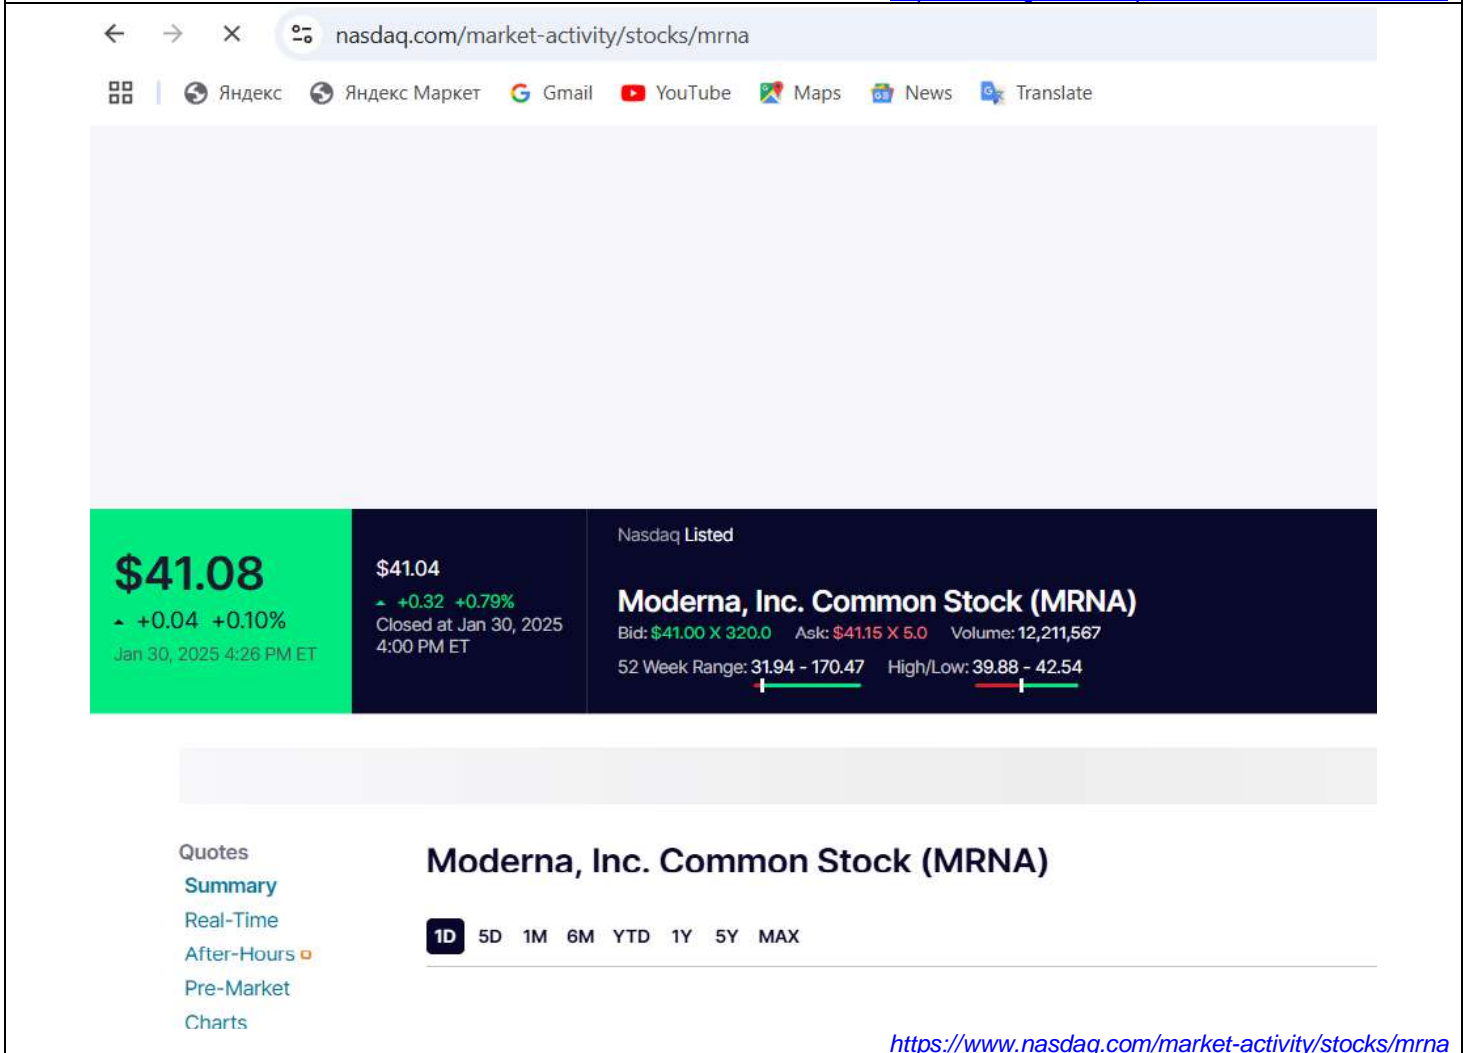 nasdaq.com/market-activity/stocks/mrna
Яндекс Яндекс Маркет Gmail YouTube Maps News Translate
$41.08
+0.04 +0.10%
Jan 30, 2025 4:26 PM ET
$41.04
+0.32 +0.79%
Closed at Jan 30, 2025
4:00 PM ET
Nasdaq Listed
Moderna, Inc. Common Stock (MRNA)
Bid: $41.00 X 320.0 Ask: $41.15 X 5.0 Volume: 12,211,567
52 Week Range: 31.94 - 170.47 High/Low: 39.88 - 42.54
Quotes
Summary
Real-Time
After-Hours
Pre-Market
Charts
Moderna, Inc. Common Stock (MRNA)
1D 5D 1M 6M YTD 1Y 5Y MAX
https://www.nasdaq.com/market-activity/stocks/mrna